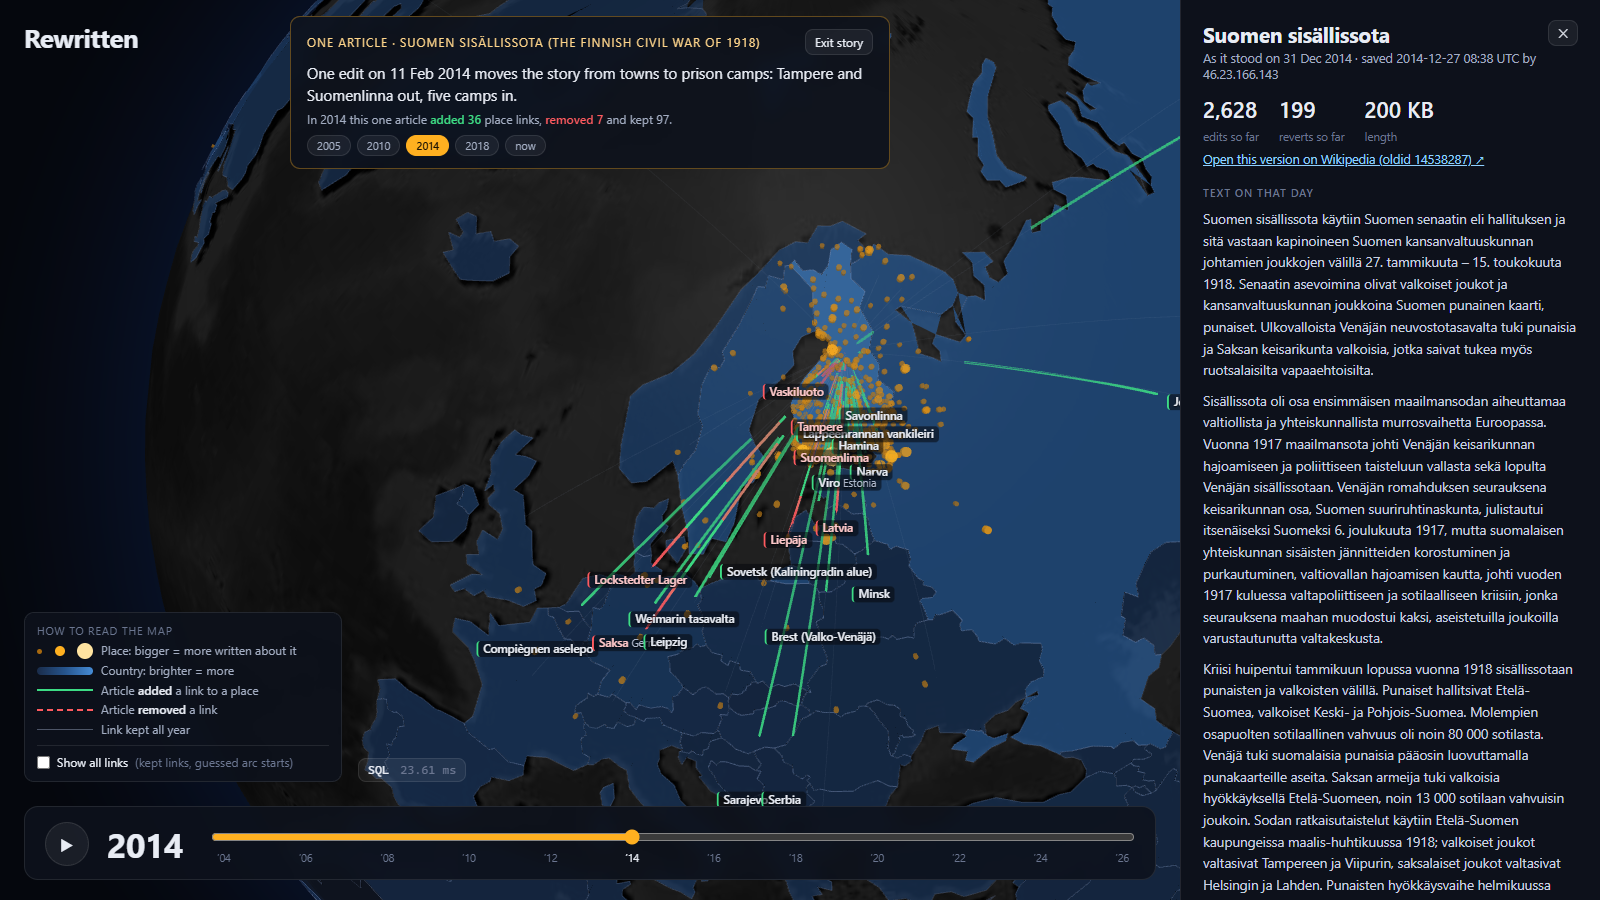 Rewritten
ONE ARTICLE · SUOMEN SISÄLLISSOTA (THE FINNISH CIVIL WAR OF 1918)
Exit story
One edit on 11 Feb 2014 moves the story from towns to prison camps: Tampere and
Suomenlinna out, five camps in.
In 2014 this one article added 36 place links, removed 7 and kept 97.
2005 2010 2014 2018 now
Vaskiluoto
Savonlinna
Tampere
Lappeenrannan vankileiri
Hamina
Suomenlinna
Narva
Viro Estonia
Latvia
Liepāja
Sovetsk (Kaliningradin alue)
Lockstedter Lager
Minsk
Weimarin tasavalta
Brest (Valko-Venäjä)
Compiègnen aselepo
Saksa
Leipzig
Sarajevo
Serbia
HOW TO READ THE MAP
Place: bigger = more written about it
Country: brighter = more
Article added a link to a place
Article removed a link
Link kept all year
Show all links (kept links, guessed arc starts)
SQL 23.61 ms
2014
'04 '06 '08 '10 '12 '14 '16 '18 '20 '22 '24 '26
Suomen sisällissota
As it stood on 31 Dec 2014 · saved 2014-12-27 08:38 UTC by
46.23.166.143
2,628 199 200 KB
edits so far reverts so far length
Open this version on Wikipedia (oldid 14538287) ↗
TEXT ON THAT DAY
Suomen sisällissota käytiin Suomen senaatin eli hallituksen ja
sitä vastaan kapinoineen Suomen kansanvaltuuskunnan
johtamien joukkojen välillä 27. tammikuuta – 15. toukokuuta
1918. Senaatin asevoimina olivat valkoiset joukot ja
kansanvaltuuskunnan joukkoina Suomen punainen kaarti,
punaiset. Ulkovalloista Venäjän neuvostotasavalta tuki punaisia
ja Saksan keisarikunta valkoisia, jotka saivat tukea myös
ruotsalaisilta vapaaehtoisilta.
Sisällissota oli osa ensimmäisen maailmansodan aiheuttamaa
valtiollista ja yhteiskunnallista murrosvaihetta Euroopassa.
Vuonna 1917 maailmansota johti Venäjän keisarikunnan
hajoamiseen ja poliittiseen taisteluun vallasta sekä lopulta
Venäjän sisällissotaan. Venäjän romahduksen seurauksena
keisarikunnan osa, Suomen suuriruhtinaskunta, julistautui
itsenäiseksi Suomeksi 6. joulukuuta 1917, mutta suomalaisen
yhteiskunnan sisäisten jännitteiden korostuminen ja
purkautuminen, valtiovallan hajoamisen kautta, johti vuoden
1917 kuluessa valtapoliittiseen ja sotilaalliseen kriisiin, jonka
seurauksena maahan muodostui kaksi, aseistetuilla joukoilla
varustautunutta valtakeskusta.
Kriisi huipentui tammikuun lopussa vuonna 1918 sisällissotaan
punaisten ja valkoisten välillä. Punaiset hallitsivat Etelä-
Suomea, valkoiset Keski- ja Pohjois-Suomea. Molempien
osapuolten sotilaallinen vahvuus oli noin 80 000 sotilasta.
Venäjä tuki suomalaisia punaisia pääosin luovuttamalla
punakaarteille aseita. Saksan armeija tuki valkoisia
hyökkäyksellä Etelä-Suomeen, noin 13 000 sotilaan vahvuisin
joukoin. Sodan ratkaisutaistelut käytiin Etelä-Suomen
kaupungeissa maalis-huhtikuussa 1918; valkoiset joukot
valtasivat Tampereen ja Viipurin, saksalaiset joukot valtasivat
Helsingin ja Lahden. Punaisten hyökkäysvaihe helmikuussa